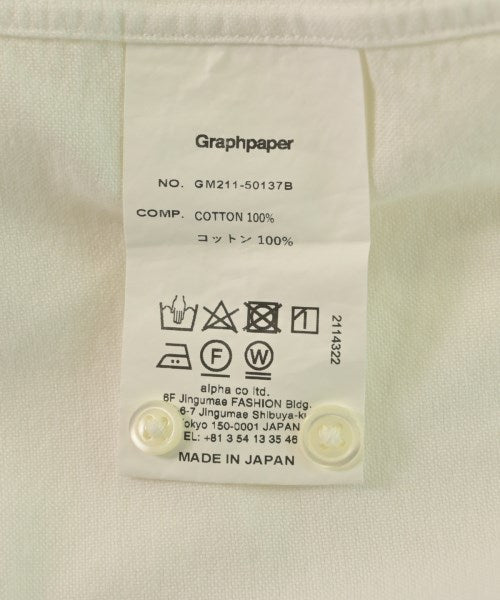 Graphpaper
NO. GM211-50137B
COMP. COTTON 100%
コットン 100%
2114322
F W
alpha co ltd.
6F Jingumae FASHION Bldg.
6-7 Jingumae Shibuya-ku
okyo 150-0001 JAPAN
EL: +81 3 54 13 35 46
MADE IN JAPAN